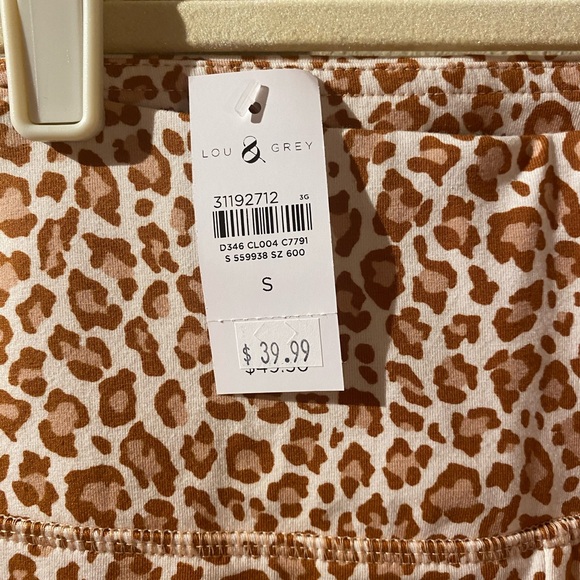 LOU & GREY
31192712 3G
D346 CL004 C7791
S 559938 SZ 600
S
$ 39.99